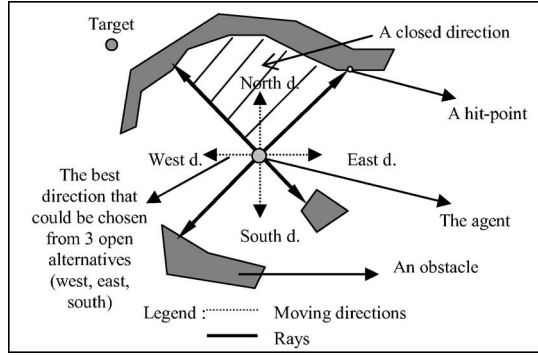 Target
A closed direction
North d.
A hit-point
West d.
East d.
The best
direction that
could be chosen
from 3 open
alternatives
(west, east,
south)
The agent
South d.
An obstacle
Legend :
Moving directions
Rays